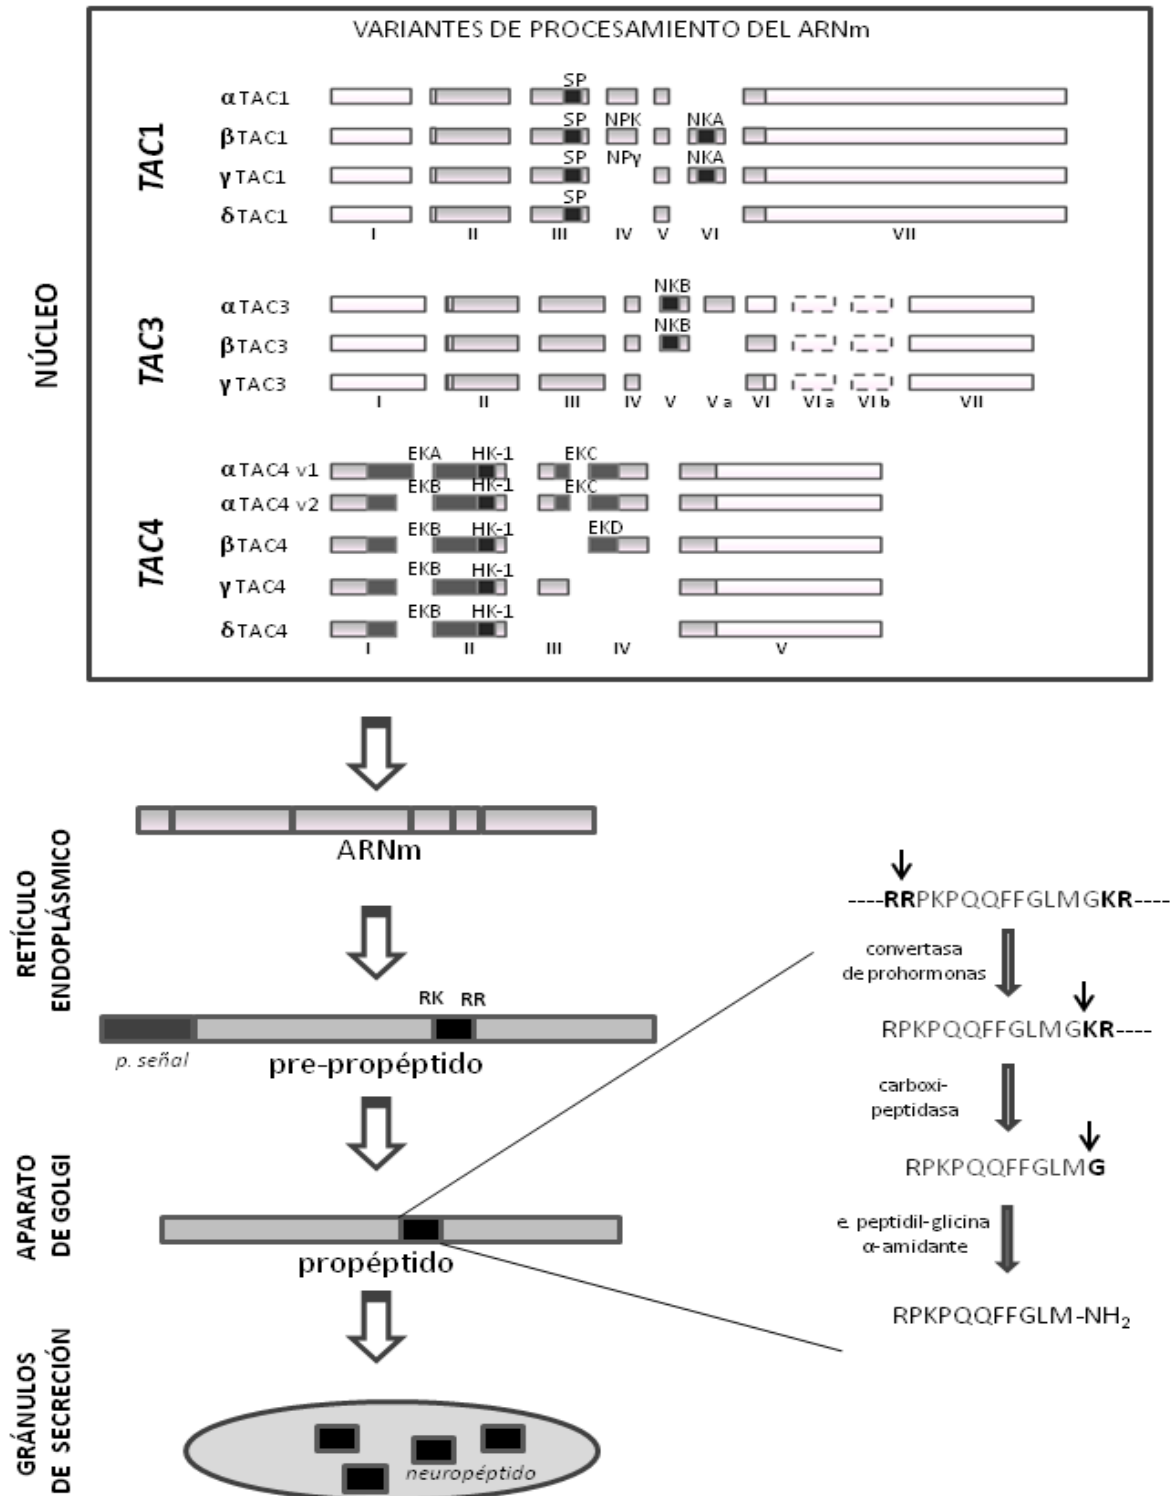 VARIANTES DE PROCESAMIENTO DEL ARNm
NÚCLEO
TAC1
SP
αTAC1
SP NPK NKA
βTAC1
SP NPγ NKA
γTAC1
SP
δTAC1
I II III IV V VI VII
TAC3
NKB
αTAC3
NKB
βTAC3
γTAC3
I II III IV V Va VI VIa VIb VII
TAC4
EKA HK-1 EKC
αTAC4 v1
EKB HK-1 EKC
αTAC4 v2
EKB HK-1 EKD
βTAC4
EKB HK-1
γTAC4
EKB HK-1
δTAC4
I II III IV V
RETÍCULO
ENDOPLÁSMICO
ARNm
RK RR
p. señal
pre-propéptido
APARATO
DE GOLGI
propéptido
GRÁNULOS
DE SECRECIÓN
neuropéptido
----RRPKPQQFFGLMGKR----
convertasa
de prohormonas
RPKPQQFFGLMGKR----
carboxi-
peptidasa
RPKPQQFFGLMG
e. peptidil-glicina
α-amidante
RPKPQQFFGLM-NH₂